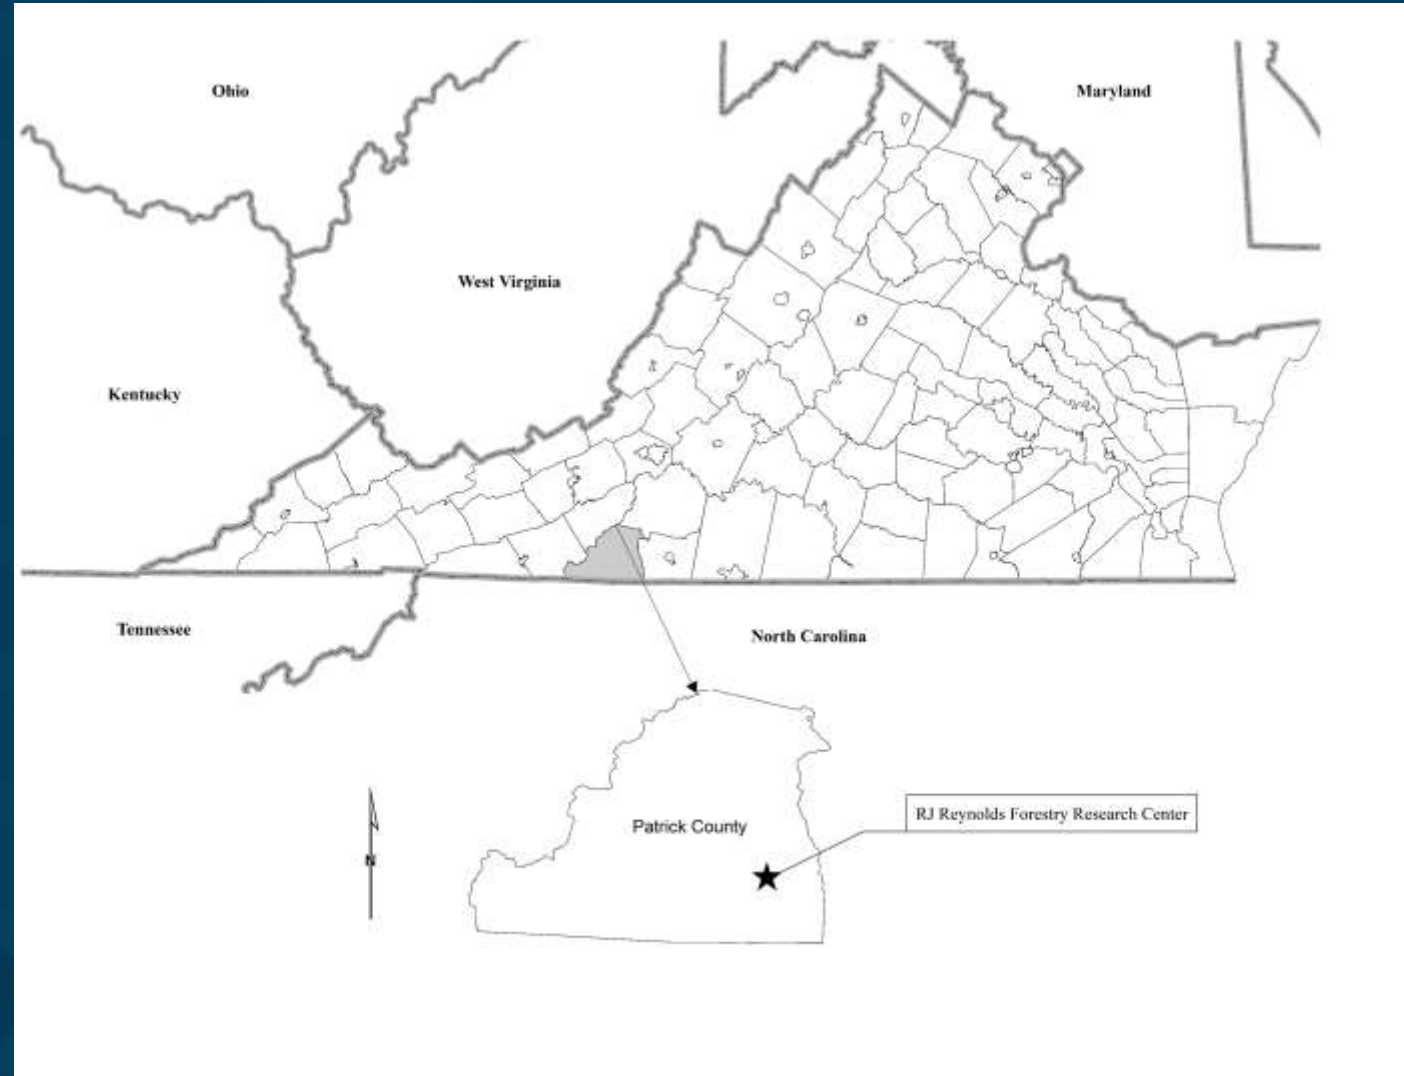 Ohio
Maryland
West Virginia
Kentucky
Tennessee
North Carolina
RJ Reynolds Forestry Research Center
Patrick County
N